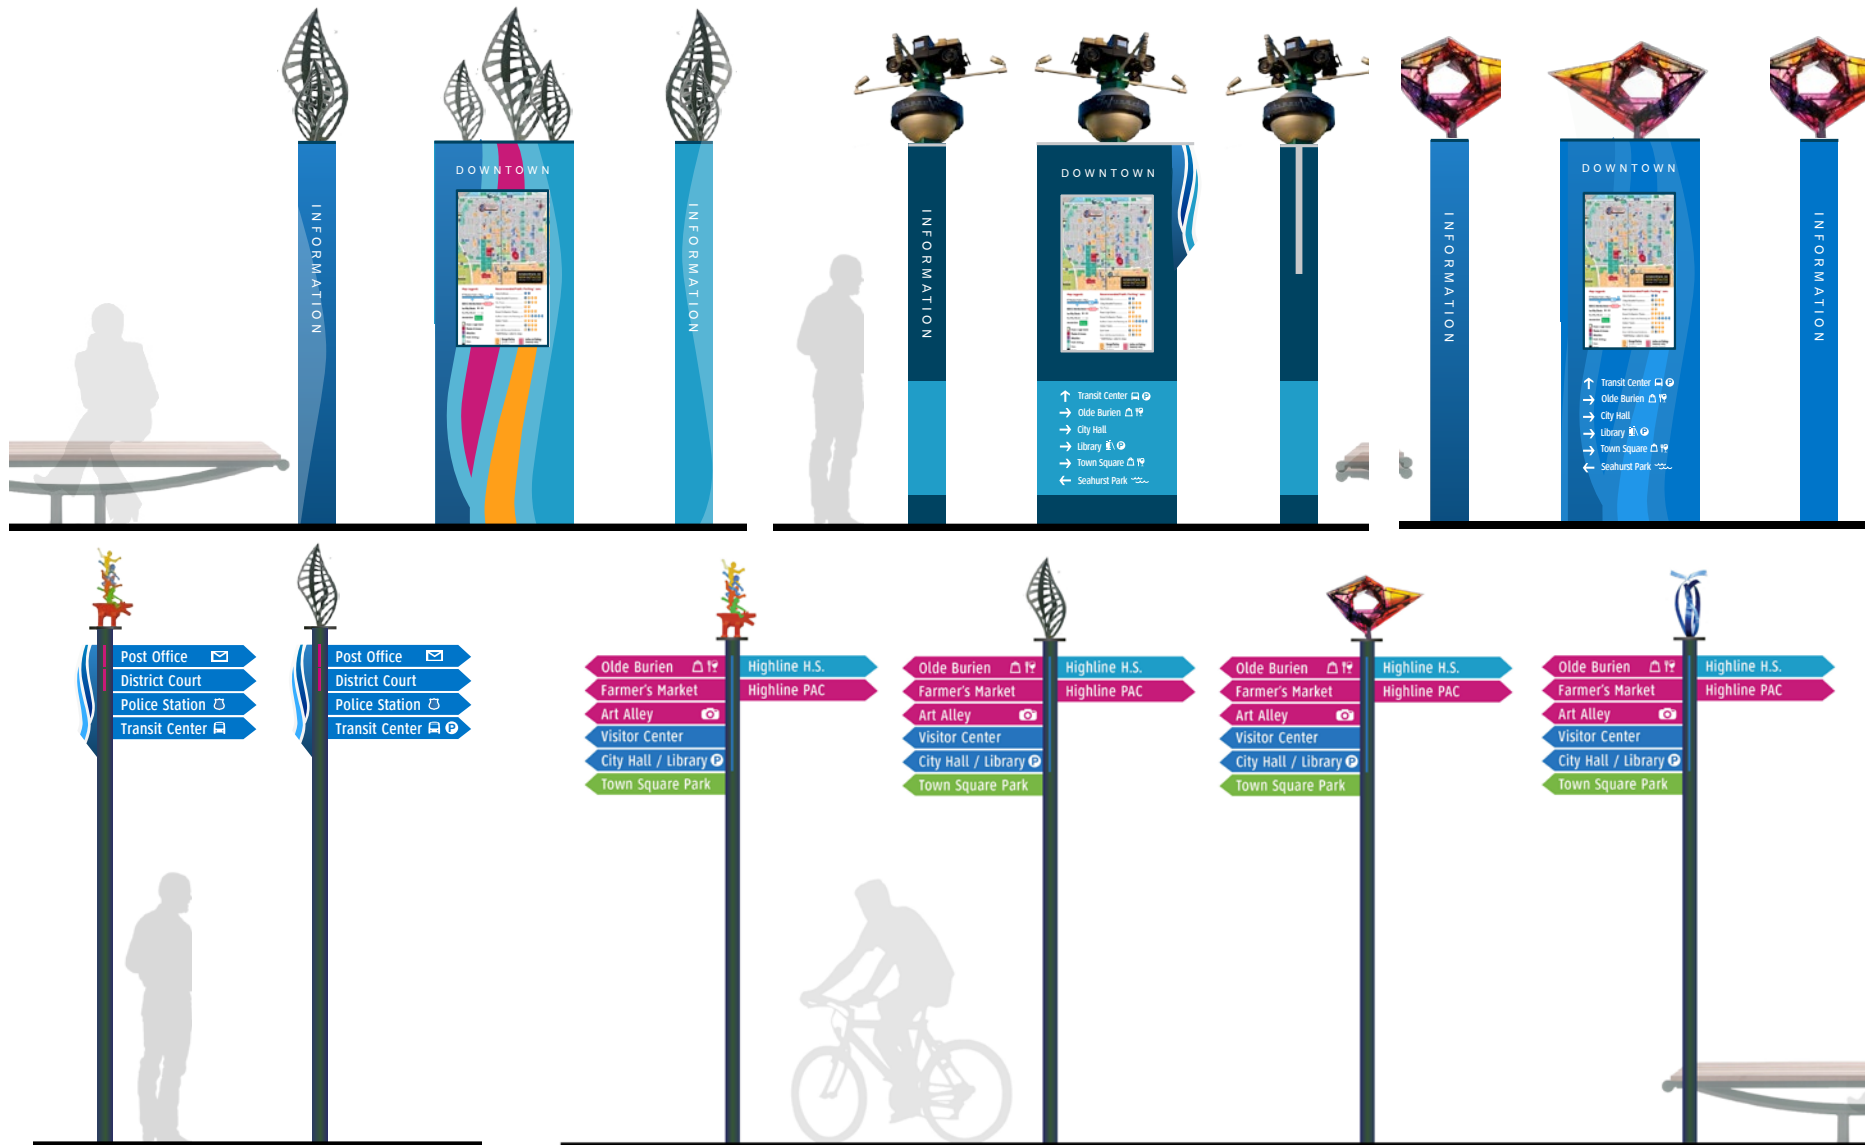 INFORMATION
DOWNTOWN
INFORMATION
INFORMATION
DOWNTOWN
Transit Center P
Olde Burien
City Hall
Library P
Town Square
Seahurst Park
INFORMATION
DOWNTOWN
Transit Center P
Olde Burien
City Hall
Library P
Town Square
Seahurst Park
INFORMATION
Post Office
District Court
Police Station
Transit Center
Post Office
District Court
Police Station
Transit Center P
Olde Burien
Farmer's Market
Art Alley
Visitor Center
City Hall / Library P
Town Square Park
Highline H.S.
Highline PAC
Olde Burien
Farmer's Market
Art Alley
Visitor Center
City Hall / Library P
Town Square Park
Highline H.S.
Highline PAC
Olde Burien
Farmer's Market
Art Alley
Visitor Center
City Hall / Library P
Town Square Park
Highline H.S.
Highline PAC
Olde Burien
Farmer's Market
Art Alley
Visitor Center
City Hall / Library P
Town Square Park
Highline H.S.
Highline PAC